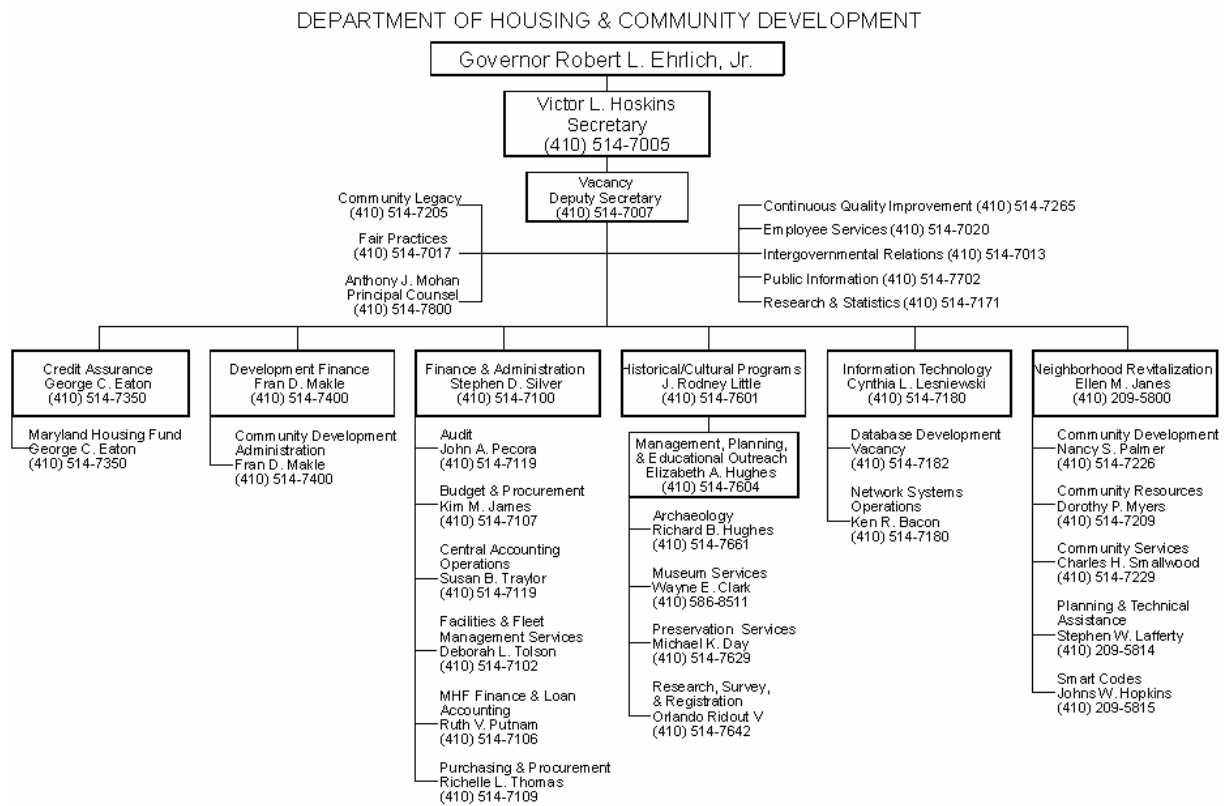 DEPARTMENT OF HOUSING & COMMUNITY DEVELOPMENT
Governor Robert L. Ehrlich, Jr.
Victor L. Hoskins
Secretary
(410) 514-7005
Vacancy
Deputy Secretary
(410) 514-7007
Community Legacy
(410) 514-7205
Fair Practices
(410) 514-7017
Anthony J. Mohan
Principal Counsel
(410) 514-7800
Continuous Quality Improvement (410) 514-7265
Employee Services (410) 514-7020
Intergovernmental Relations (410) 514-7013
Public Information (410) 514-7702
Research & Statistics (410) 514-7171
Credit Assurance
George C. Eaton
(410) 514-7350
Maryland Housing Fund
George C. Eaton
(410) 514-7350
Development Finance
Fran D. Makle
(410) 514-7400
Community Development
Administration
Fran D. Makle
(410) 514-7400
Finance & Administration
Stephen D. Silver
(410) 514-7100
Audit
John A. Pecora
(410) 514-7119
Budget & Procurement
Kim M. James
(410) 514-7107
Central Accounting
Operations
Susan B. Traylor
(410) 514-7119
Facilities & Fleet
Management Services
Deborah L. Tolson
(410) 514-7102
MHF Finance & Loan
Accounting
Ruth V. Putnam
(410) 514-7106
Purchasing & Procurement
Richelle L. Thomas
(410) 514-7109
Historical/Cultural Programs
J. Rodney Little
(410) 514-7601
Management, Planning,
& Educational Outreach
Elizabeth A. Hughes
(410) 514-7604
Archaeology
Richard B. Hughes
(410) 514-7661
Museum Services
Wayne E. Clark
(410) 586-8511
Preservation Services
Michael K. Day
(410) 514-7629
Research, Survey,
& Registration
Orlando Ridout V
(410) 514-7642
Information Technology
Cynthia L. Lesniewski
(410) 514-7180
Database Development
Vacancy
(410) 514-7182
Network Systems
Operations
Ken R. Bacon
(410) 514-7180
Neighborhood Revitalization
Ellen M. Janes
(410) 209-5800
Community Development
Nancy S. Palmer
(410) 514-7226
Community Resources
Dorothy P. Myers
(410) 514-7209
Community Services
Charles H. Smallwood
(410) 514-7229
Planning & Technical
Assistance
Stephen W. Lafferty
(410) 209-5814
Smart Codes
Johns W. Hopkins
(410) 209-5815